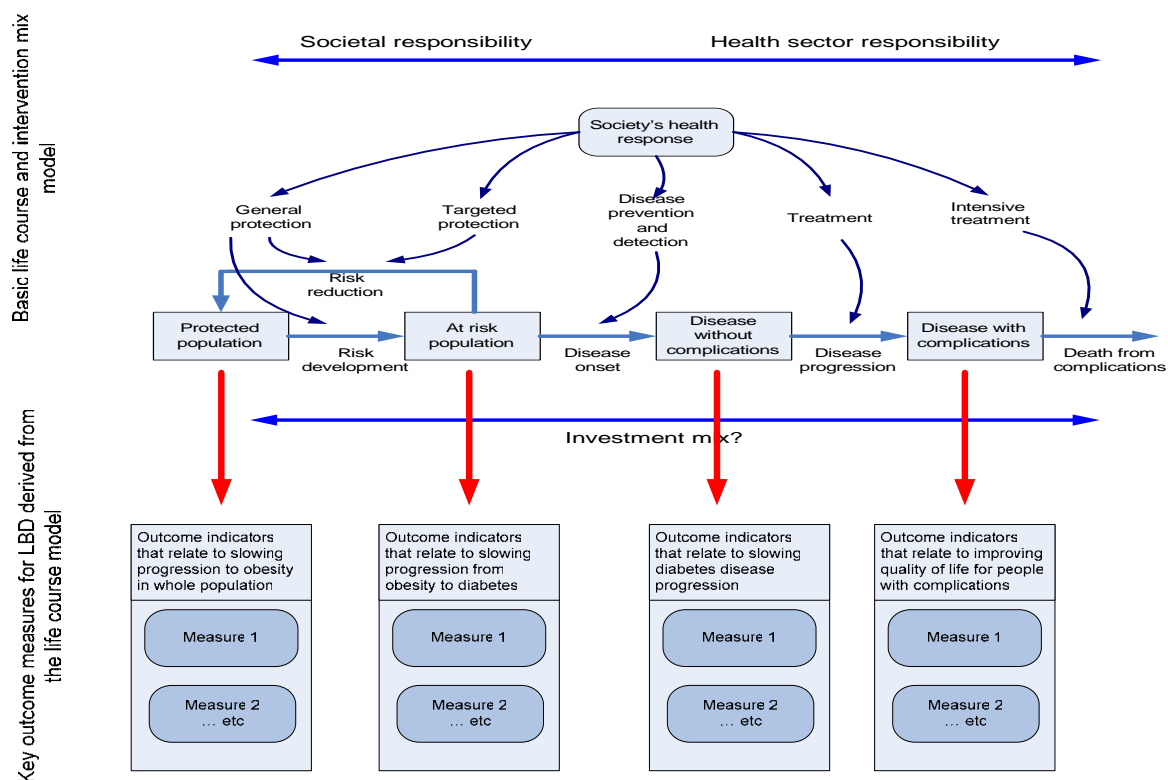 Basic life course and intervention mix
model
Societal responsibility
Health sector responsibility
Society's health
response
General
protection
Targeted
protection
Disease
prevention
and
detection
Treatment
Intensive
treatment
Risk
reduction
Protected
population
At risk
population
Disease
without
complications
Disease with
complications
Risk
development
Disease
onset
Disease
progression
Death from
complications
Investment mix?
Key outcome measures for LBD derived from
the life course model
Outcome indicators
that relate to slowing
progression to obesity
in whole population
Measure 1
Measure 2
... etc
Outcome indicators
that relate to slowing
progression from
obesity to diabetes
Measure 1
Measure 2
... etc
Outcome indicators
that relate to slowing
diabetes disease
progression
Measure 1
Measure 2
... etc
Outcome indicators
that relate to improving
quality of life for people
with complications
Measure 1
Measure 2
... etc